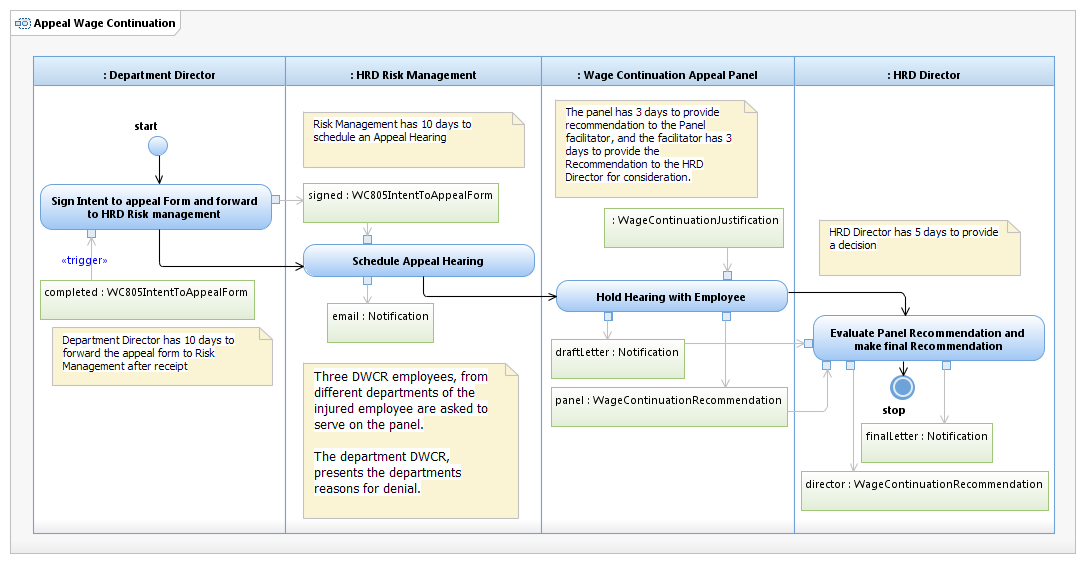 Appeal Wage Continuation
: Department Director
: HRD Risk Management
: Wage Continuation Appeal Panel
: HRD Director
start
Sign Intent to appeal Form and forward
to HRD Risk management
«trigger»
completed : WC805IntentToAppealForm
Department Director has 10 days to
forward the appeal form to Risk
Management after receipt
Risk Management has 10 days to
schedule an Appeal Hearing
signed : WC805IntentToAppealForm
Schedule Appeal Hearing
email : Notification
Three DWCR employees, from
different departments of the
injured employee are asked to
serve on the panel.
The department DWCR,
presents the departments
reasons for denial.
The panel has 3 days to provide
recommendation to the Panel
facilitator, and the facilitator has 3
days to provide the
Recommendation to the HRD
Director for consideration.
: WageContinuationJustification
Hold Hearing with Employee
draftLetter : Notification
panel : WageContinuationRecommendation
HRD Director has 5 days to provide
a decision
Evaluate Panel Recommendation and
make final Recommendation
stop
finalLetter : Notification
director : WageContinuationRecommendation